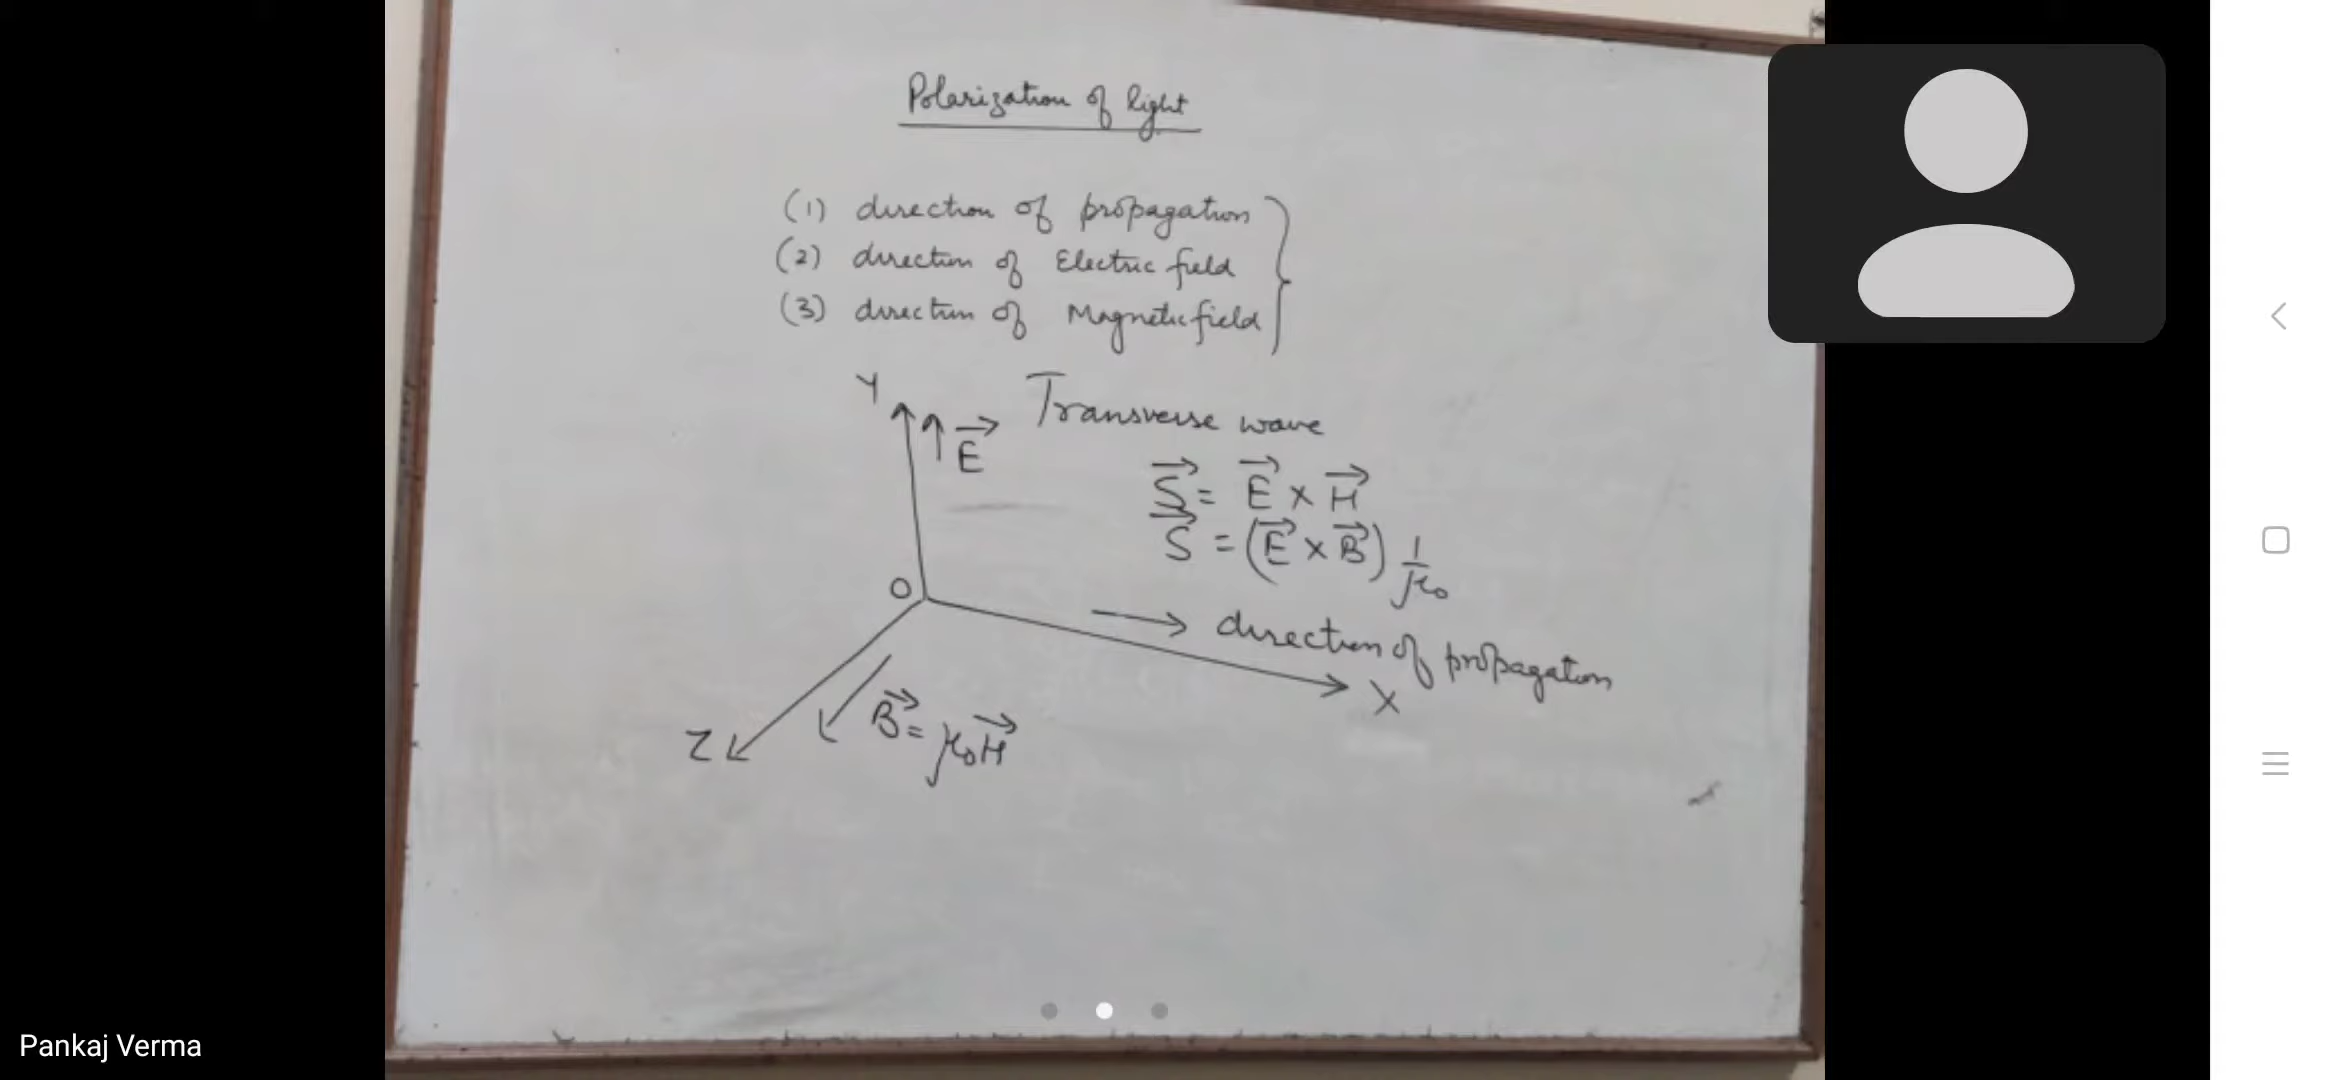 Polarization of light
(1) direction of propagation
(2) direction of Electric field
(3) direction of Magnetic field
Y
E⃗
Transverse wave
S⃗ = E⃗ × H⃗
S⃗ = (E⃗ × B⃗) 1/μ₀
O
→ direction of propagation
X
Z
B⃗ = μ₀H⃗
Pankaj Verma